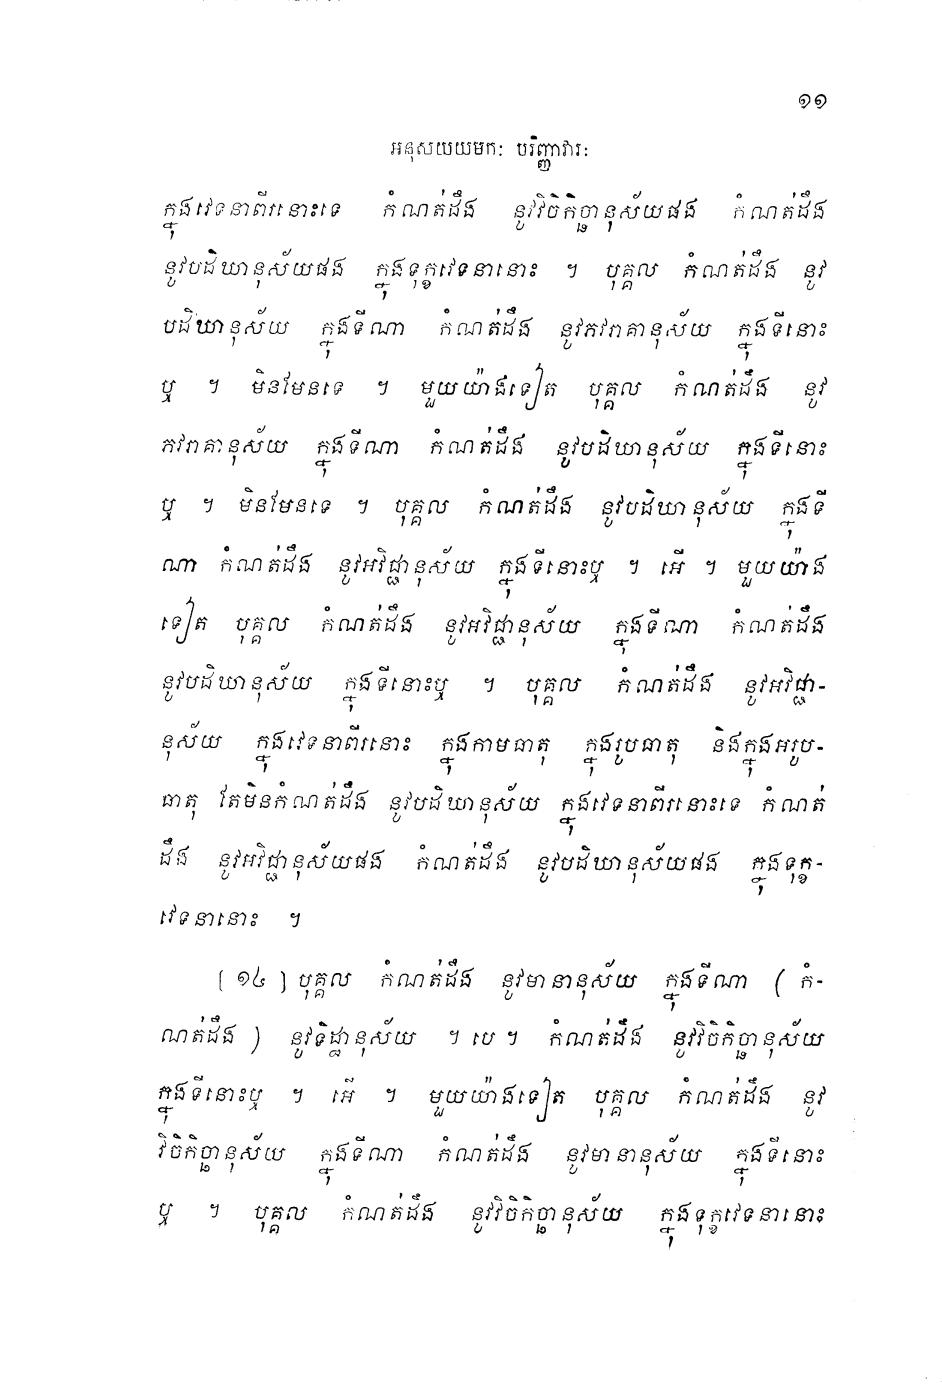 ១១
អនុសយយមកៈ បរិញ្ញាវារៈ
ក្នុងវេទនាពីរនោះទេ កំណត់ដឹង នូវវិចិកិច្ឆានុស័យផង កំណត់ដឹង
នូវបដិឃានុស័យផង ក្នុងទុក្ខវេទនានោះ ។ បុគ្គល កំណត់ដឹង នូវ
បដិឃានុស័យ ក្នុងទីណា កំណត់ដឹង នូវភវរាគានុស័យ ក្នុងទីនោះ
ឬ ។ មិនមែនទេ ។ មួយយ៉ាងទៀត បុគ្គល កំណត់ដឹង នូវ
ភវរាគានុស័យ ក្នុងទីណា កំណត់ដឹង នូវបដិឃានុស័យ ក្នុងទីនោះ
ឬ ។ មិនមែនទេ ។ បុគ្គល កំណត់ដឹង នូវបដិឃានុស័យ ក្នុងទី
ណា កំណត់ដឹង នូវអវិជ្ជានុស័យ ក្នុងទីនោះឬ ។ អើ ។ មួយយ៉ាង
ទៀត បុគ្គល កំណត់ដឹង នូវអវិជ្ជានុស័យ ក្នុងទីណា កំណត់ដឹង
នូវបដិឃានុស័យ ក្នុងទីនោះឬ ។ បុគ្គល កំណត់ដឹង នូវអវិជ្ជា-
នុស័យ ក្នុងវេទនាពីរនោះ ក្នុងកាមធាតុ ក្នុងរូបធាតុ និងក្នុងអរូប-
ធាតុ តែមិនកំណត់ដឹង នូវបដិឃានុស័យ ក្នុងវេទនាពីរនោះទេ កំណត់
ដឹង នូវអវិជ្ជានុស័យផង កំណត់ដឹង នូវបដិឃានុស័យផង ក្នុងទុក្ខ-
វេទនានោះ ។
[ ១៤ ] បុគ្គល កំណត់ដឹង នូវមានានុស័យ ក្នុងទីណា ( កំ-
ណត់ដឹង ) នូវទិដ្ឋានុស័យ ។ បេ ។ កំណត់ដឹង នូវវិចិកិច្ឆានុស័យ
ក្នុងទីនោះឬ ។ អើ ។ មួយយ៉ាងទៀត បុគ្គល កំណត់ដឹង នូវ
វិចិកិច្ឆានុស័យ ក្នុងទីណា កំណត់ដឹង នូវមានានុស័យ ក្នុងទីនោះ
ឬ ។ បុគ្គល កំណត់ដឹង នូវវិចិកិច្ឆានុស័យ ក្នុងទុក្ខវេទនានោះ